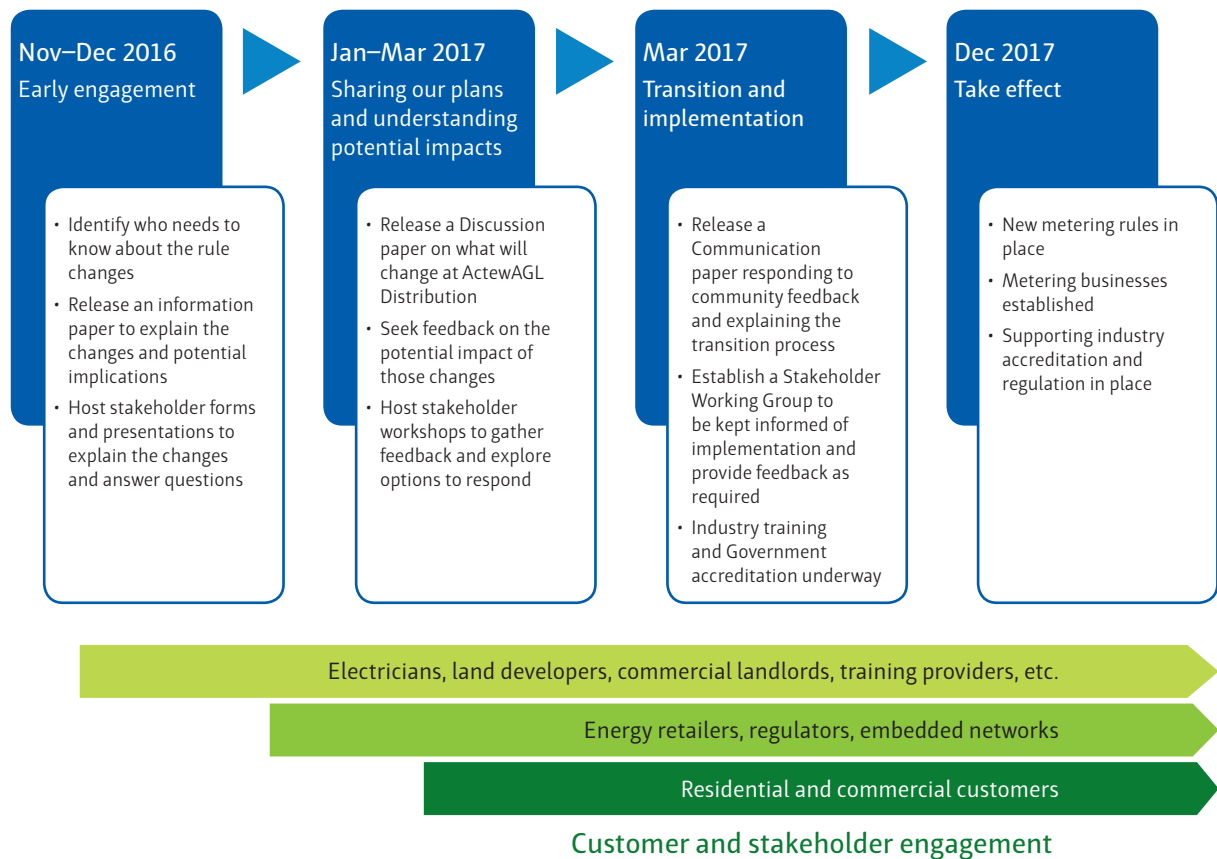 Nov–Dec 2016
Early engagement
• Identify who needs to
know about the rule
changes
• Release an information
paper to explain the
changes and potential
implications
• Host stakeholder forms
and presentations to
explain the changes
and answer questions
Jan–Mar 2017
Sharing our plans
and understanding
potential impacts
• Release a Discussion
paper on what will
change at ActewAGL
Distribution
• Seek feedback on the
potential impact of
those changes
• Host stakeholder
workshops to gather
feedback and explore
options to respond
Mar 2017
Transition and
implementation
• Release a
Communication
paper responding to
community feedback
and explaining the
transition process
• Establish a Stakeholder
Working Group to
be kept informed of
implementation and
provide feedback as
required
• Industry training
and Government
accreditation underway
Dec 2017
Take effect
• New metering rules in
place
• Metering businesses
established
• Supporting industry
accreditation and
regulation in place
Electricians, land developers, commercial landlords, training providers, etc.
Energy retailers, regulators, embedded networks
Residential and commercial customers
Customer and stakeholder engagement